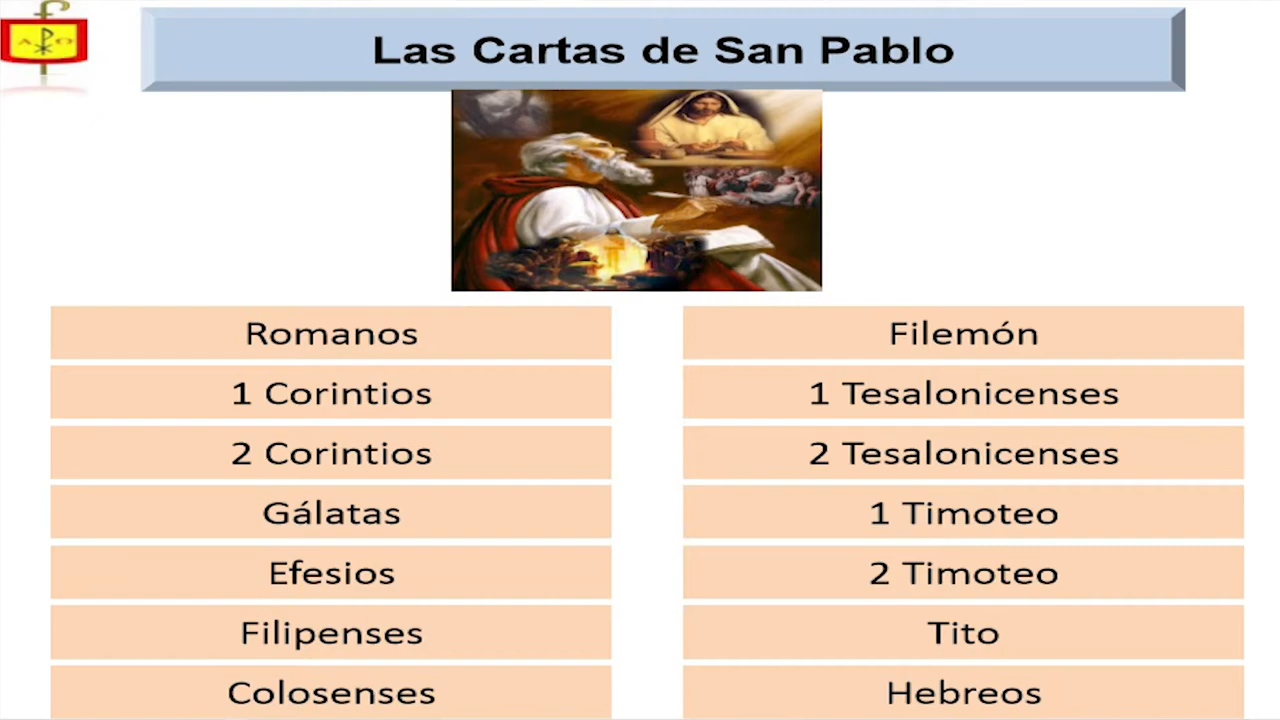 A P O
Las Cartas de San Pablo
Romanos
1 Corintios
2 Corintios
Gálatas
Efesios
Filipenses
Colosenses
Filemón
1 Tesalonicenses
2 Tesalonicenses
1 Timoteo
2 Timoteo
Tito
Hebreos